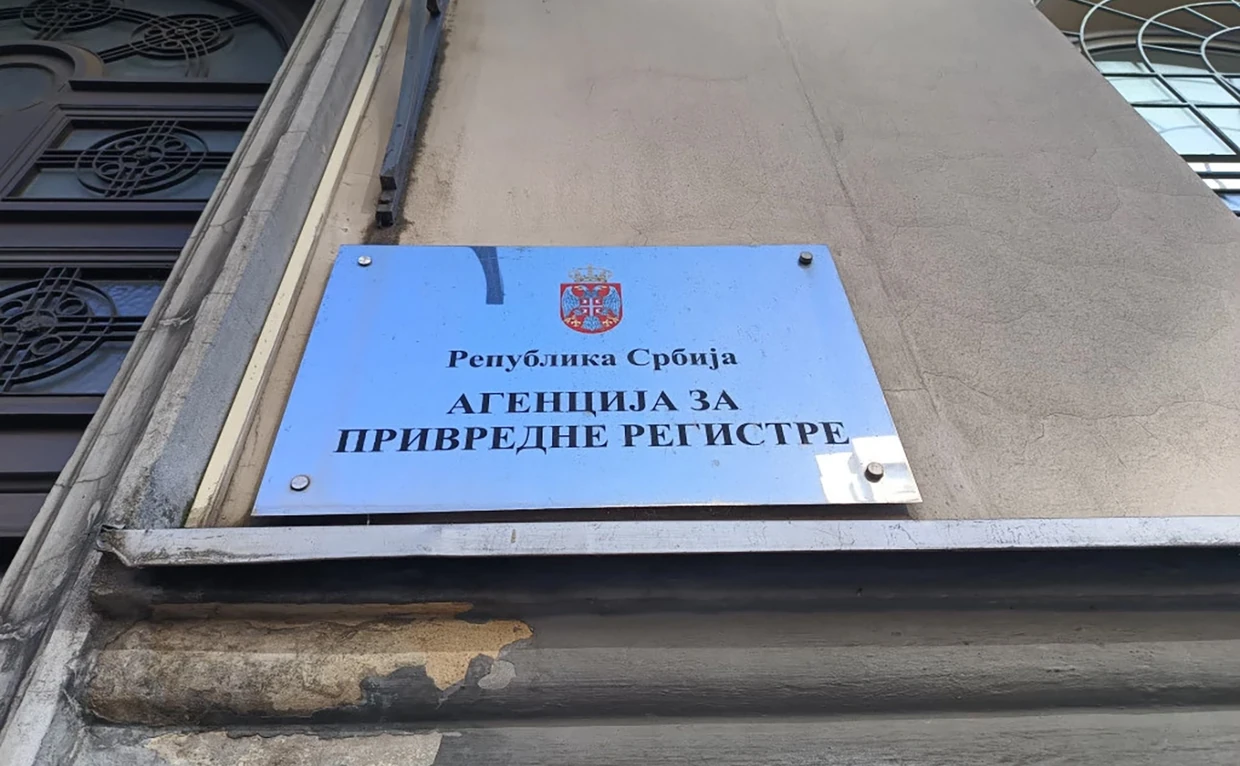 Република Србија
АГЕНЦИЈА ЗА
ПРИВРЕДНЕ РЕГИСТРЕ